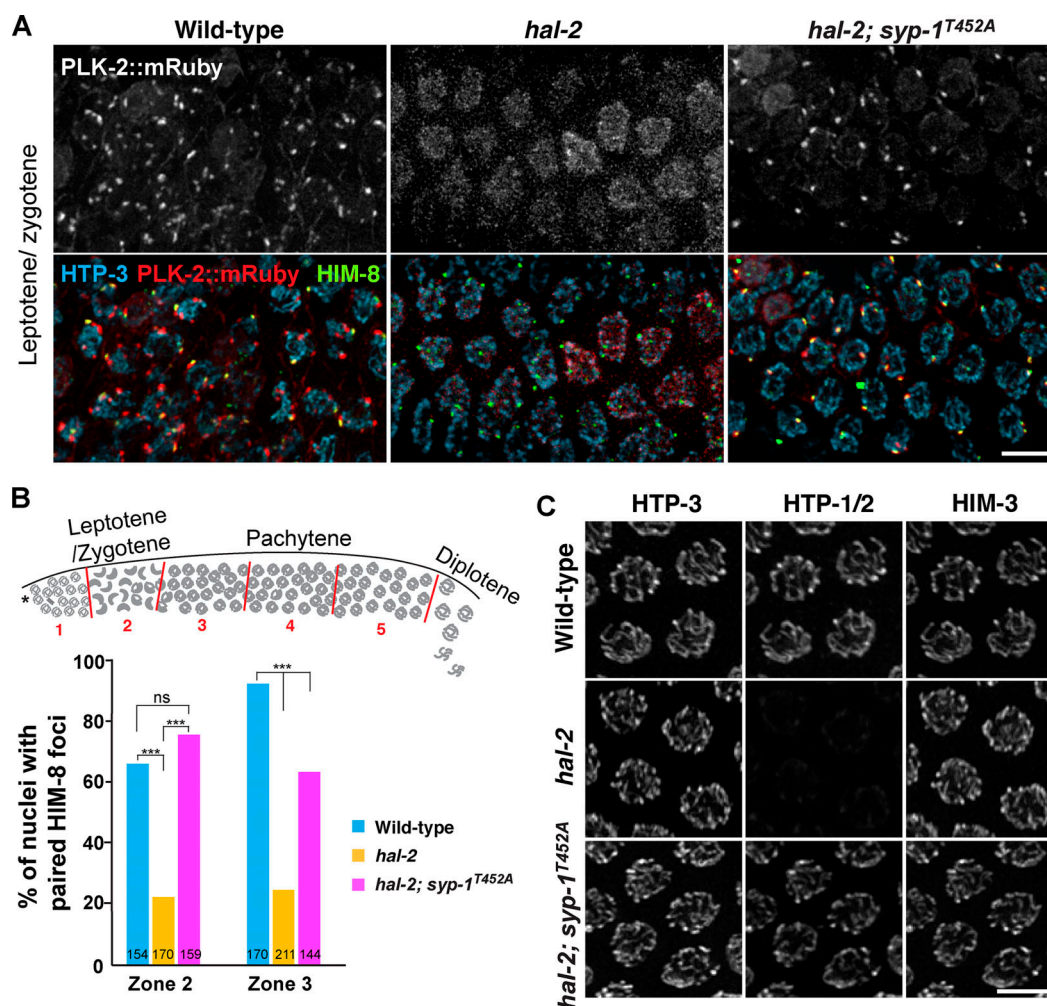 A
Wild-type
hal-2
hal-2; syp-1T452A
PLK-2::mRuby
Leptotene/ zygotene
HTP-3 PLK-2::mRuby HIM-8
B
Leptotene
/Zygotene
Pachytene
Diplotene
*
1 2 3 4 5
% of nuclei with
paired HIM-8 foci
100
80
60
40
20
0
ns
***
***
***
154 170 159
170 211 144
Zone 2
Zone 3
Wild-type
hal-2
hal-2; syp-1T452A
C
HTP-3
HTP-1/2
HIM-3
Wild-type
hal-2
hal-2; syp-1T452A